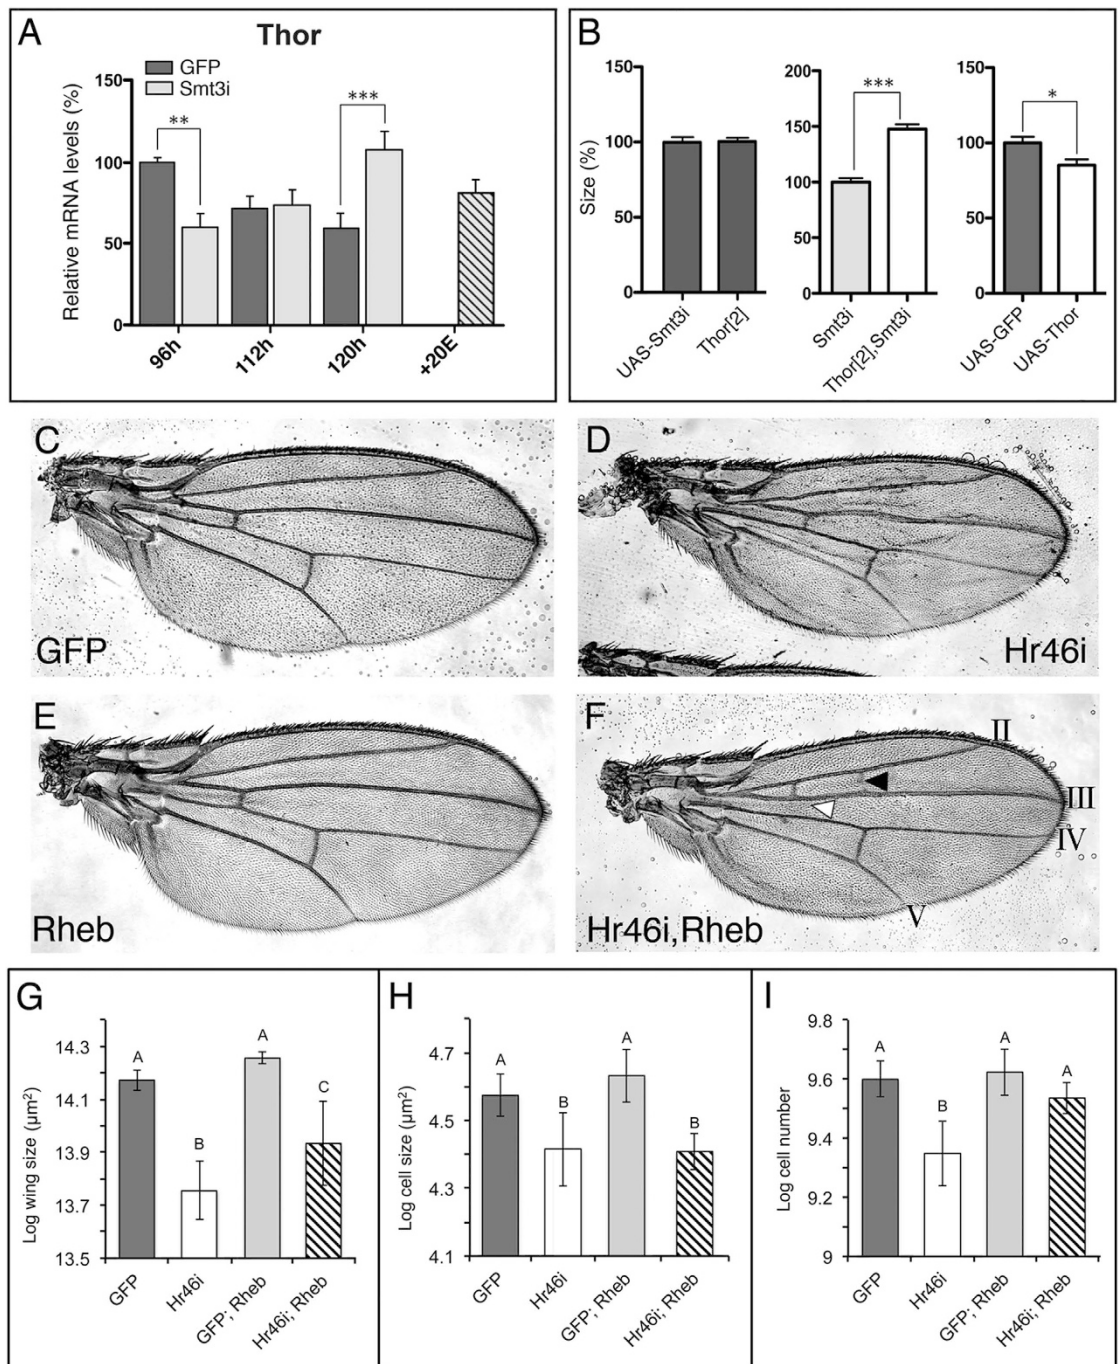 A
Thor
GFP
Smt3i
Relative mRNA levels (%)
150
100
50
0
**
***
96h
112h
120h
+20E
B
Size (%)
150
100
50
0
UAS-Smt3i
Thor[2]
200
150
100
50
0
***
Smt3i
Thor[2],Smt3i
150
100
50
0
*
UAS-GFP
UAS-Thor
C
GFP
D
Hr46i
E
Rheb
F
II
III
IV
V
Hr46i,Rheb
G
Log wing size (µm²)
14.3
14.1
13.9
13.7
13.5
A
B
A
C
GFP
Hr46i
GFP; Rheb
Hr46i; Rheb
H
Log cell size (µm²)
4.7
4.5
4.3
4.1
A
B
A
B
GFP
Hr46i
GFP; Rheb
Hr46i; Rheb
I
Log cell number
9.8
9.6
9.4
9.2
9
A
B
A
A
GFP
Hr46i
GFP; Rheb
Hr46i; Rheb